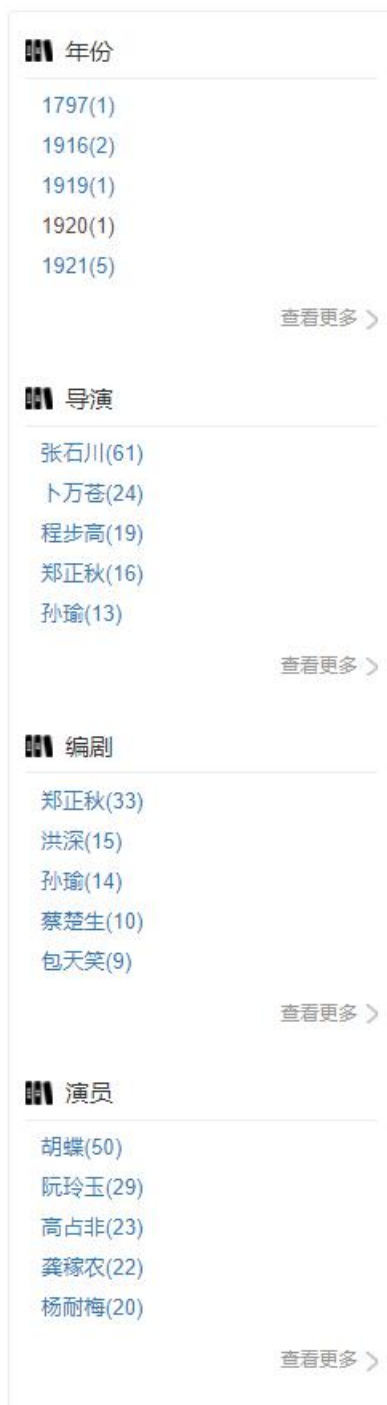 年份
1797(1)
1916(2)
1919(1)
1920(1)
1921(5)
查看更多
导演
张石川(61)
卜万苍(24)
程步高(19)
郑正秋(16)
孙瑜(13)
查看更多
编剧
郑正秋(33)
洪深(15)
孙瑜(14)
蔡楚生(10)
包天笑(9)
查看更多
演员
胡蝶(50)
阮玲玉(29)
高占非(23)
龚稼农(22)
杨耐梅(20)
查看更多